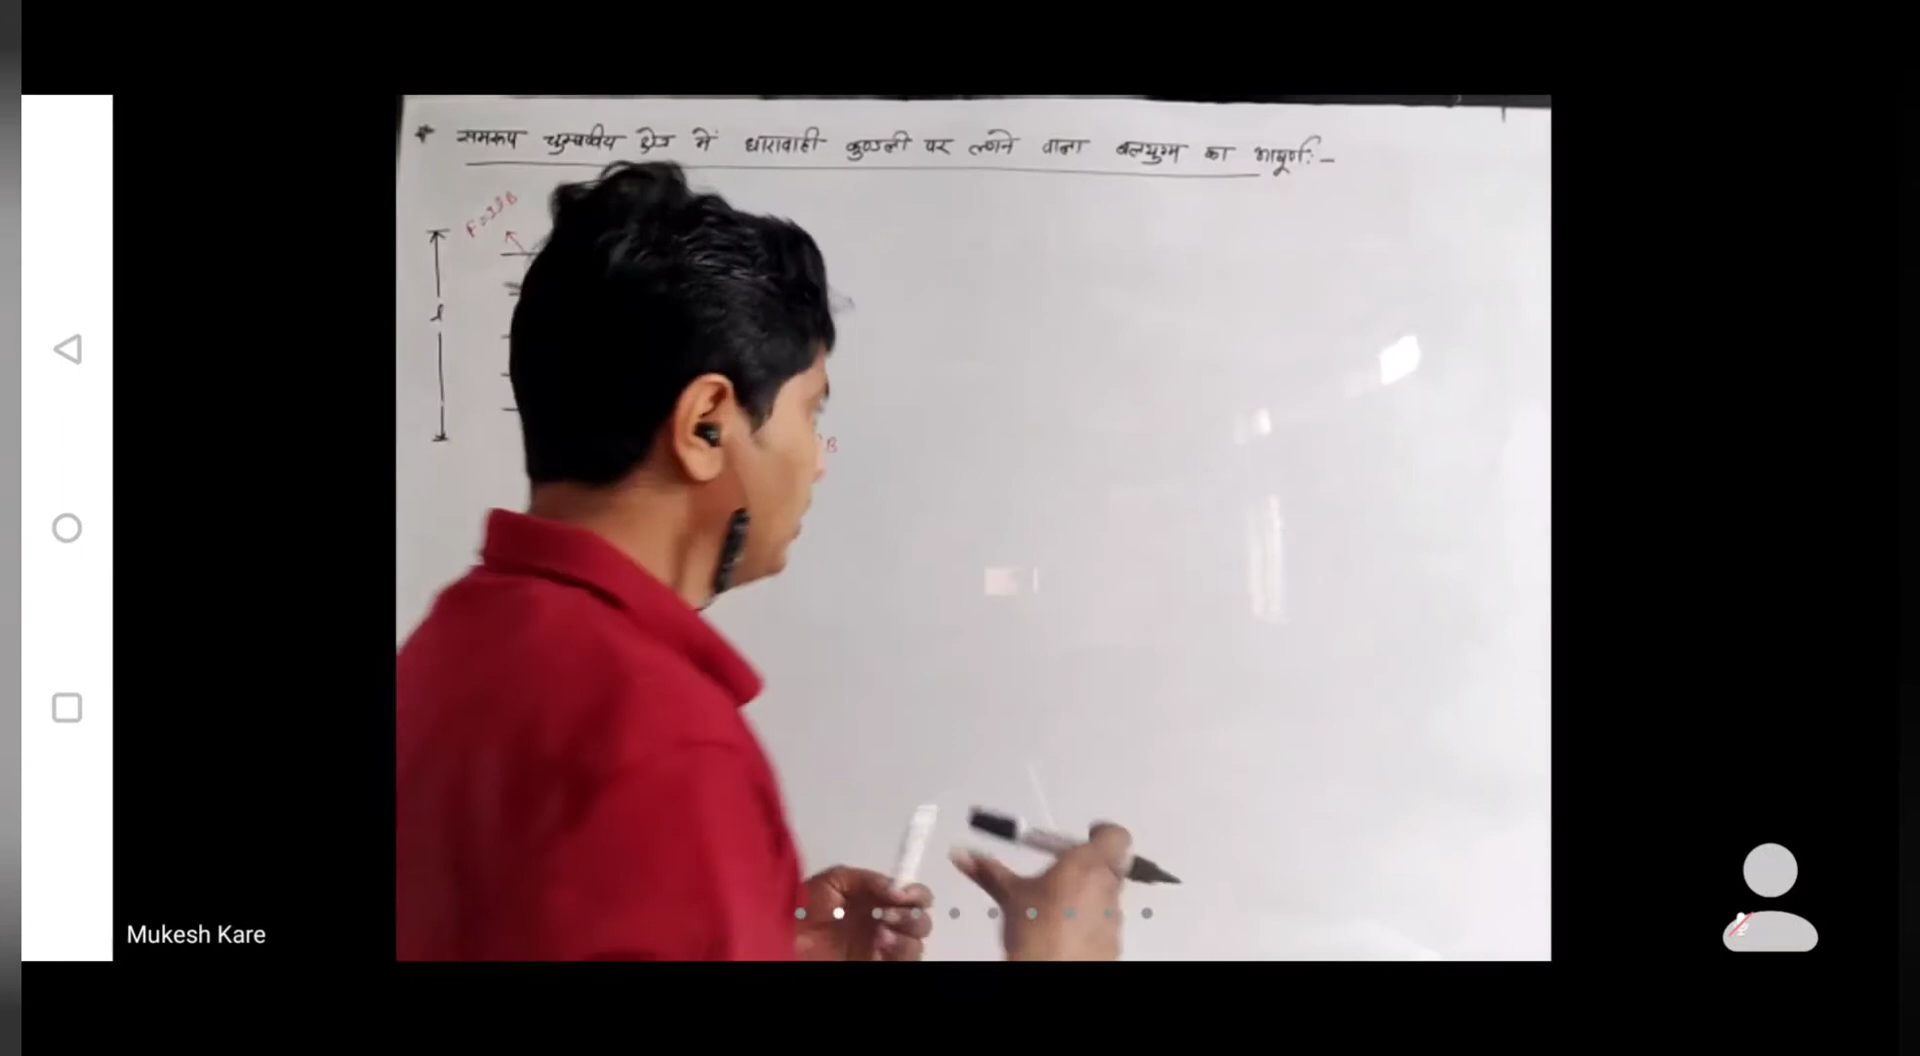 * समरूप चुम्बकीय क्षेत्र में धारावाही कुण्डली पर लगने वाला बलयुग्म का आघूर्ण :-
l
B
Mukesh Kare